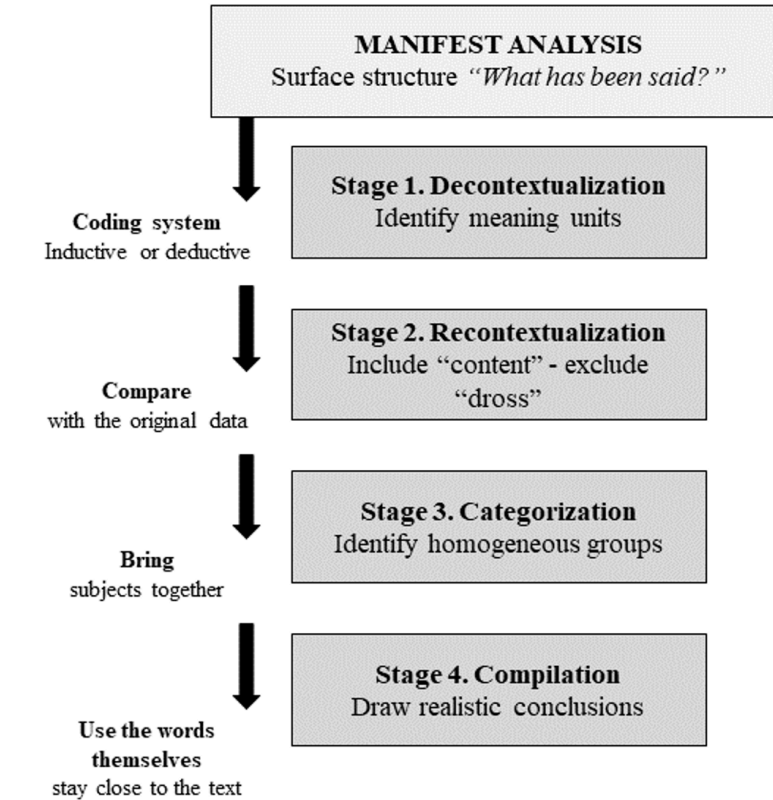 MANIFEST ANALYSIS
Surface structure “What has been said?”
Stage 1. Decontextualization
Identify meaning units
Coding system
Inductive or deductive
Stage 2. Recontextualization
Include “content” - exclude
“dross”
Compare
with the original data
Stage 3. Categorization
Identify homogeneous groups
Bring
subjects together
Stage 4. Compilation
Draw realistic conclusions
Use the words
themselves
stay close to the text